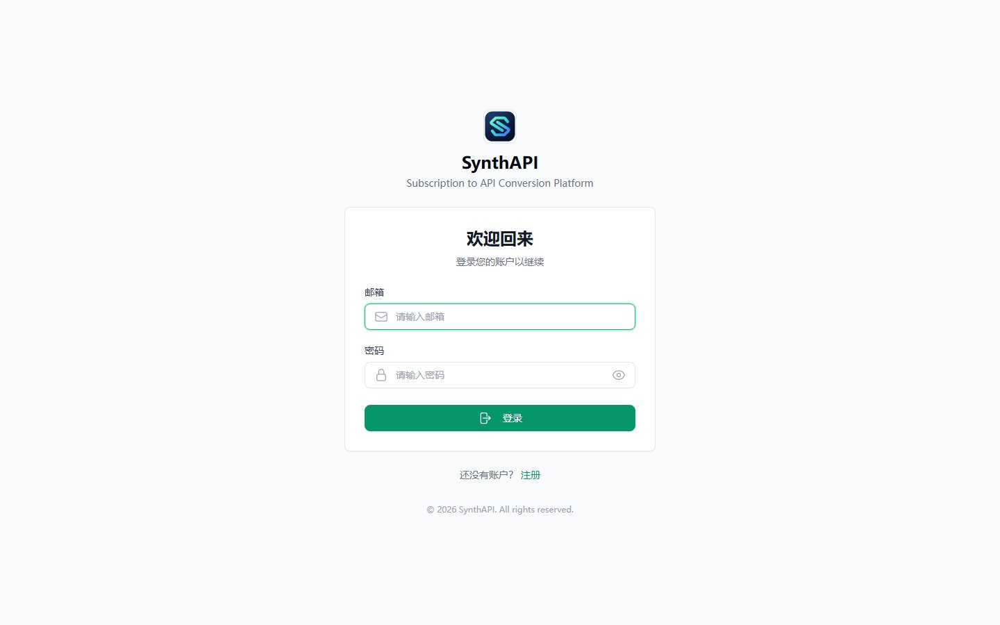 SynthAPI
Subscription to API Conversion Platform
欢迎回来
登录您的账户以继续
邮箱
请输入邮箱
密码
请输入密码
登录
还没有账户？ 注册
© 2026 SynthAPI. All rights reserved.